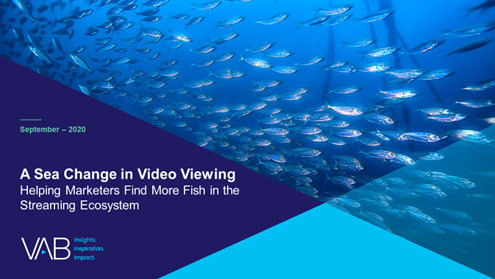 September – 2020
A Sea Change in Video Viewing
Helping Marketers Find More Fish in the
Streaming Ecosystem
VAB
Insights.
Inspiration.
Impact.